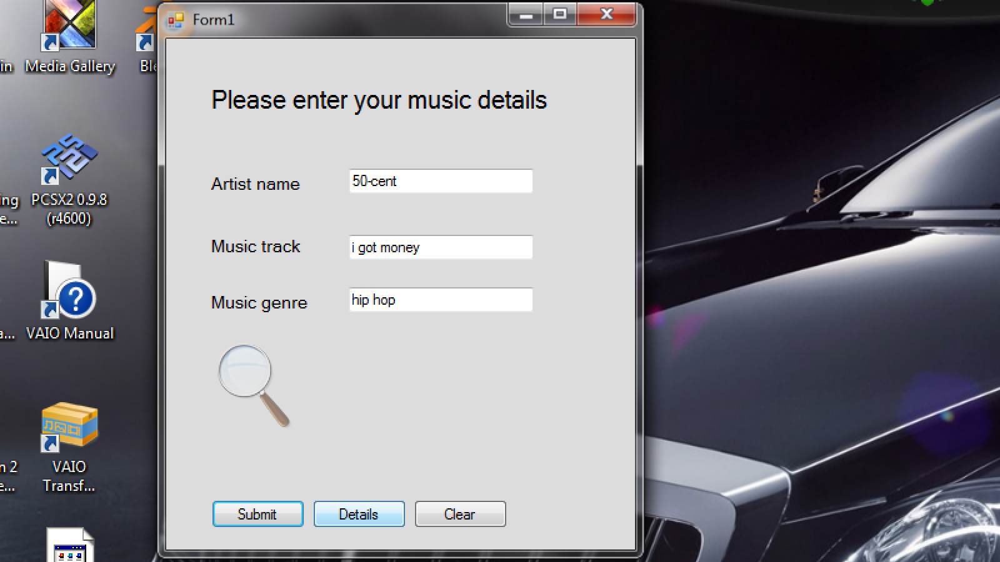 Form1
in
Media Gallery
Ble
Please enter your music details
Artist name
50-cent
ing
PCSX2 0.9.8
e...
(r4600)
Music track
i got money
Music genre
hip hop
a...
VAIO Manual
n 2
VAIO
e...
Transf...
Submit
Details
Clear